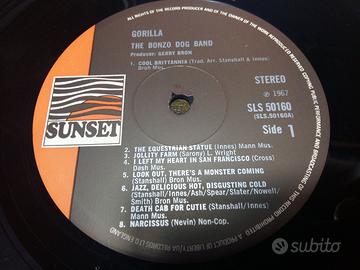 ALL RIGHTS OF THE RECORD PRODUCER AND OF THE OWNER OF THE WORK REPRODUCED RESERVED
COPYING, PUBLIC PERFORMANCE AND BROADCASTING OF THIS RECORD PROHIBITED
GORILLA
THE BONZO DOG BAND
Producer: GERRY BRON
1. COOL BRITTANNIA (Trad. Arr. Stanshall & Innes)
Bron Mus.
STEREO
℗ 1967
SLS 50160
(SLS.50160A)
Side 1
SUNSET
2. THE EQUESTRIAN STATUE (Innes) Mann Mus.
3. JOLLITY FARM (Sarony) L. Wright
4. I LEFT MY HEART IN SAN FRANCISCO (Cross)
Dash Mus.
5. LOOK OUT, THERE'S A MONSTER COMING
(Stanshall) Bron Mus.
6. JAZZ, DELICIOUS HOT, DISGUSTING COLD
(Stanshall/Innes/Ash/Spear/Slater/Nowell/
Smith) Bron Mus.
7. DEATH CAB FOR CUTIE (Stanshall/Innes)
Mann Mus.
8. NARCISSUS (Nevin) Non-Cop.
subito